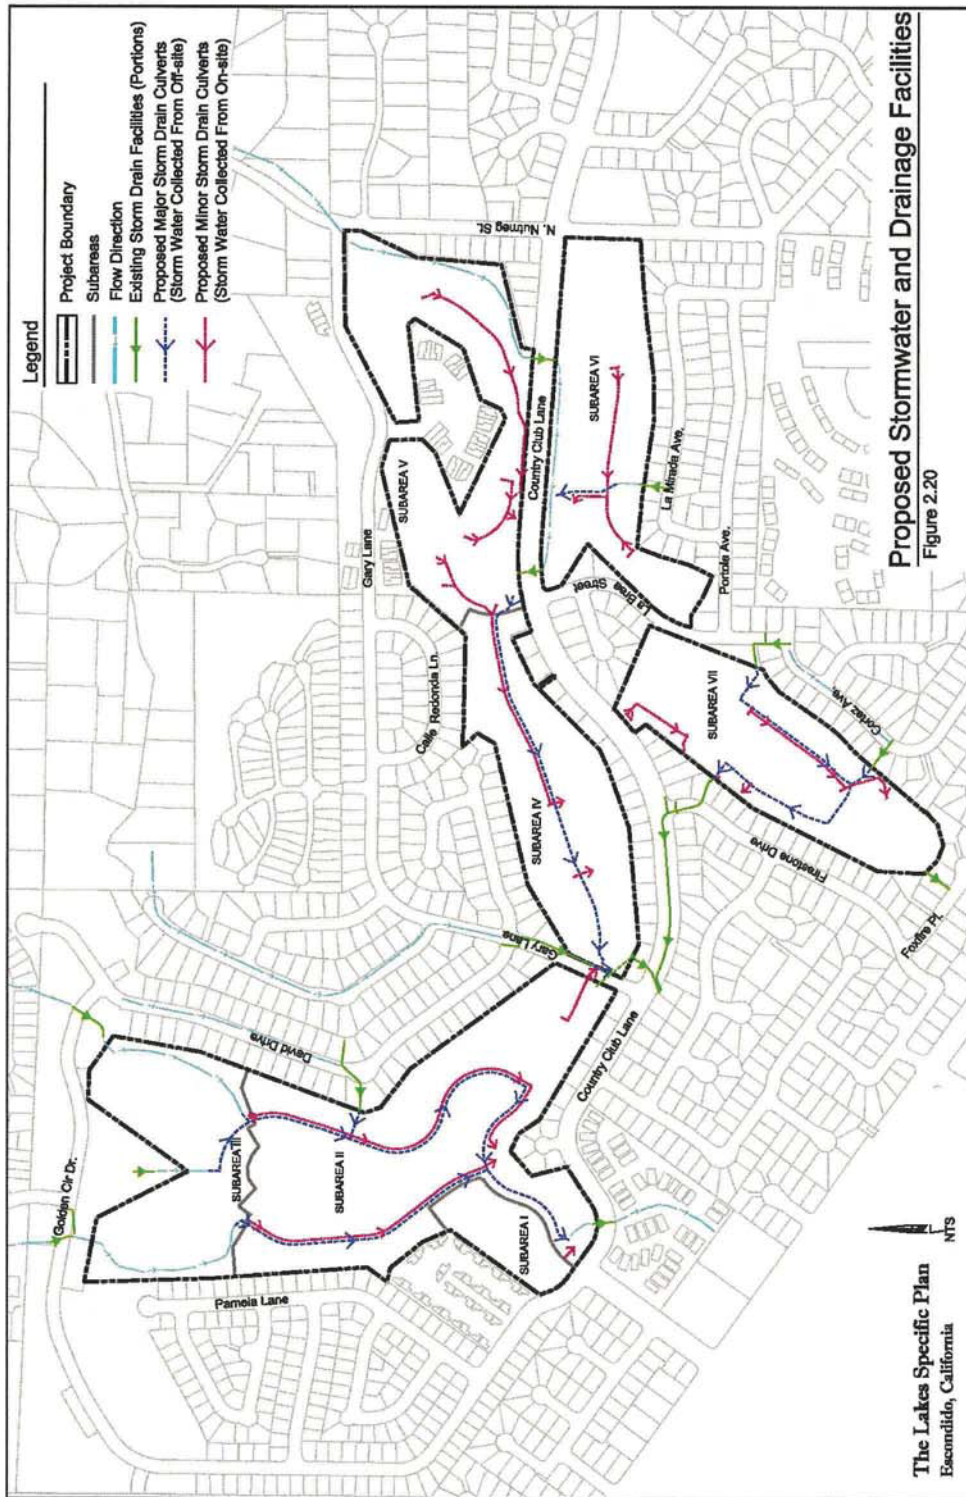 Legend
Project Boundary
Subareas
Flow Direction
Existing Storm Drain Facilities (Portions)
Proposed Major Storm Drain Culverts
(Storm Water Collected From Off-site)
Proposed Minor Storm Drain Culverts
(Storm Water Collected From On-site)
Golden Cir Dr.
David Drive
Pamela Lane
SUBAREA III
SUBAREA II
SUBAREA I
Gary Lane
Country Club Lane
SUBAREA IV
Calle Redonda Ln.
Gary Lane
SUBAREA V
N. Nutmeg St.
Country Club Lane
SUBAREA VI
La Mirada Ave.
La Brea Street
Portola Ave.
SUBAREA VII
Cortez Ave.
Firestone Drive
Foxfire Pl.
NTS
The Lakes Specific Plan
Escondido, California
Proposed Stormwater and Drainage Facilities
Figure 2.20